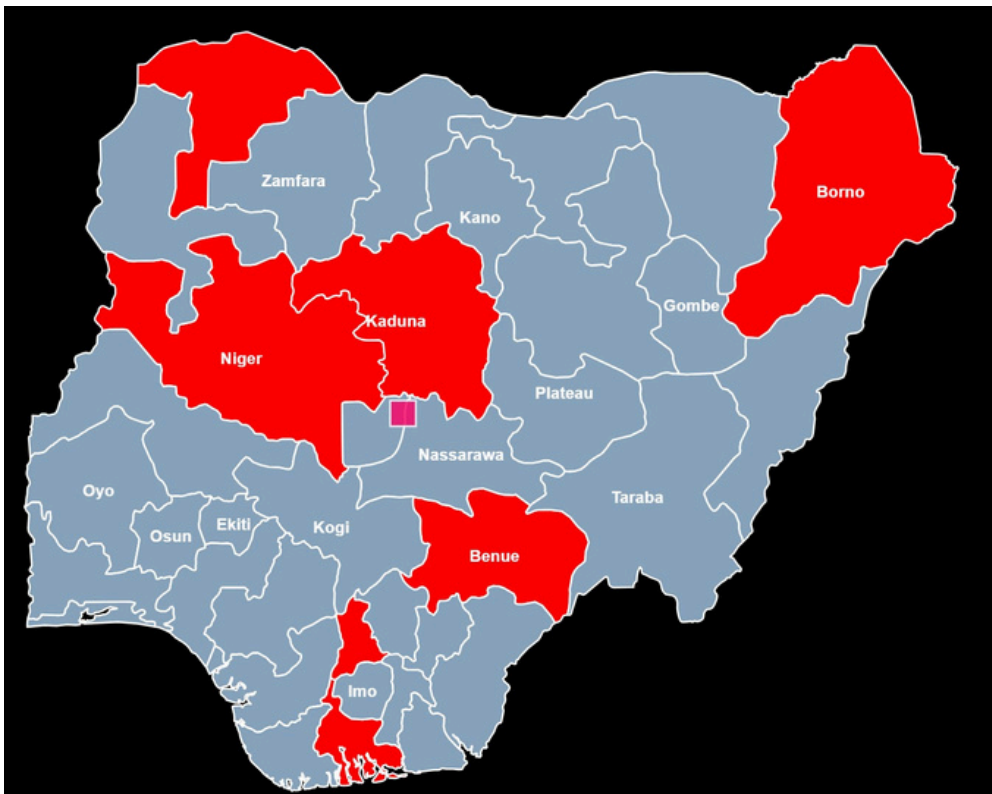 Zamfara
Borno
Kano
Gombe
Kaduna
Niger
Plateau
Nassarawa
Oyo
Taraba
Ekiti
Kogi
Osun
Benue
Imo